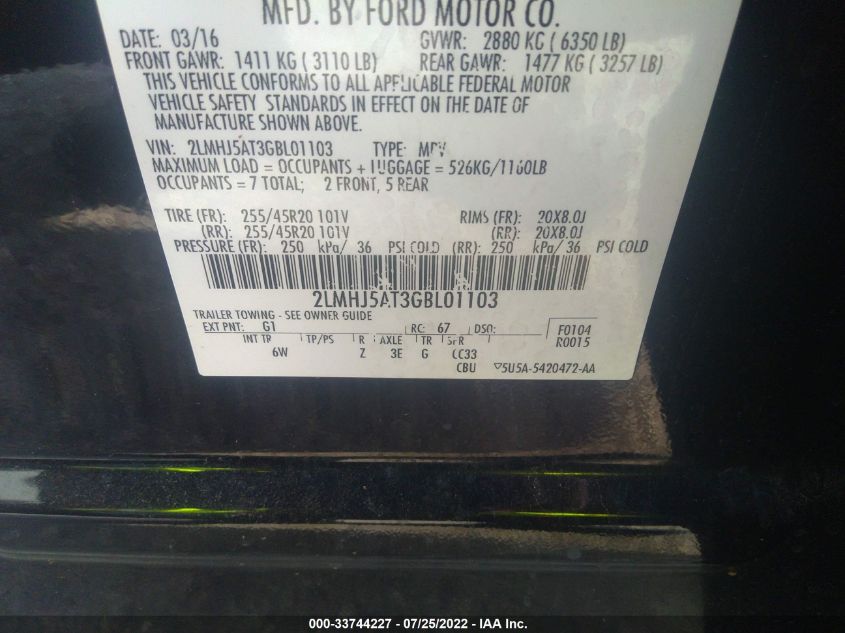 MFD. BY FORD MOTOR CO.
DATE: 03/16 GVWR: 2880 KG ( 6350 LB)
FRONT GAWR: 1411 KG ( 3110 LB) REAR GAWR: 1477 KG ( 3257 LB)
THIS VEHICLE CONFORMS TO ALL APPLICABLE FEDERAL MOTOR
VEHICLE SAFETY STANDARDS IN EFFECT ON THE DATE OF
MANUFACTURE SHOWN ABOVE.
VIN: 2LMHJ5AT3GBL01103 TYPE: MPV
MAXIMUM LOAD = OCCUPANTS + LUGGAGE = 526KG/1160LB
OCCUPANTS = 7 TOTAL; 2 FRONT, 5 REAR
TIRE (FR): 255/45R20 101V RIMS (FR): 20X8.0J
(RR): 255/45R20 101V (RR): 20X8.0J
PRESSURE (FR): 250 kPa/ 36 PSI COLD (RR): 250 kPa/ 36 PSI COLD
2LMHJ5AT3GBL01103
TRAILER TOWING - SEE OWNER GUIDE
EXT PNT: G1 RC: 67 DSO: F0104
INT TR TP/PS R AXLE TR SPR R0015
6W Z 3E G CC33
CBU ▽5U5A-5420472-AA
000-33744227 - 07/25/2022 - IAA Inc.